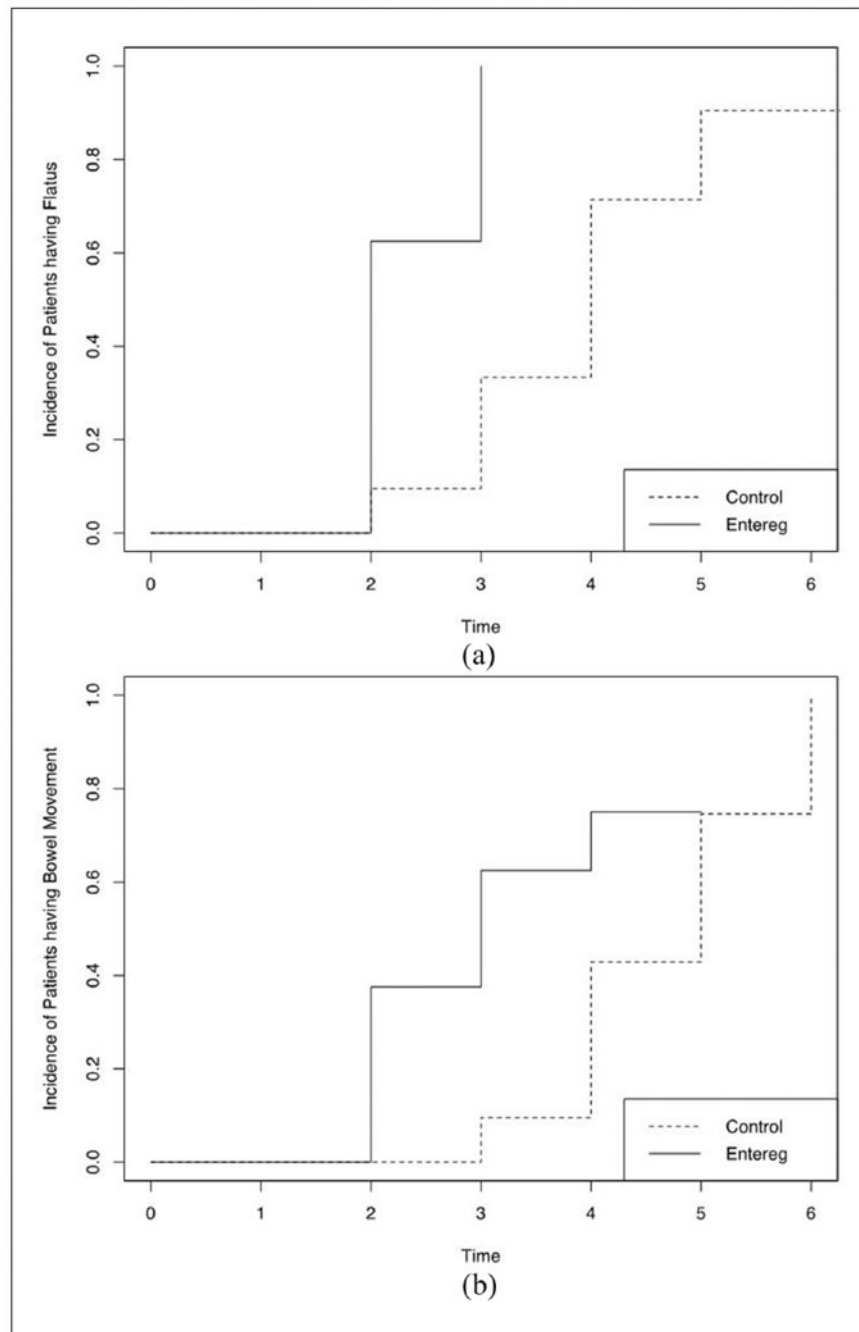 Incidence of Patients having Flatus
1.0
0.8
0.6
0.4
0.2
0.0
Control
Entereg
0 1 2 3 4 5 6
Time
(a)
Incidence of Patients having Bowel Movement
1.0
0.8
0.6
0.4
0.2
0.0
Control
Entereg
0 1 2 3 4 5 6
Time
(b)